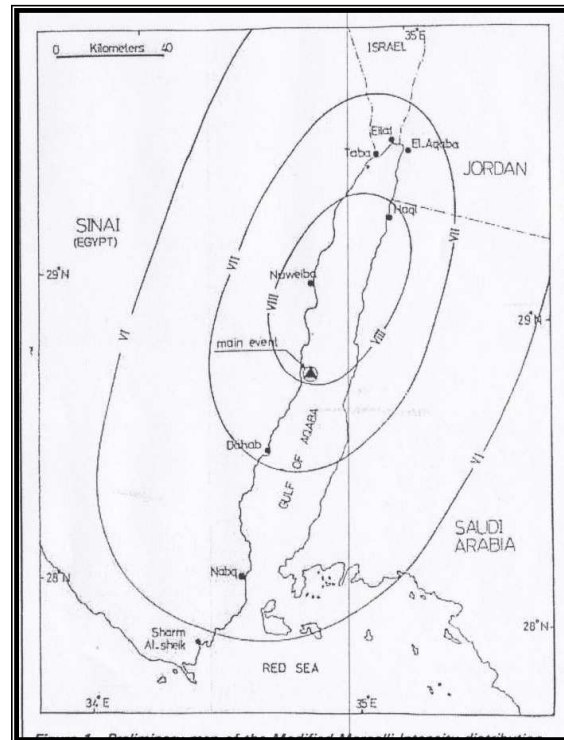 35°E
0 Kilometers 40
ISRAEL
Eilat
Taba
El-Aqaba
JORDAN
Haql
SINAI
(EGYPT)
VII
VII
29°N
Nuweiba
VIII
29°N
VI
VIII
main event
Dahab
GULF OF AQABA
VI
SAUDI
ARABIA
28°N
Nabq
28°N
Sharm
Al-sheik
RED SEA
34°E
35°E